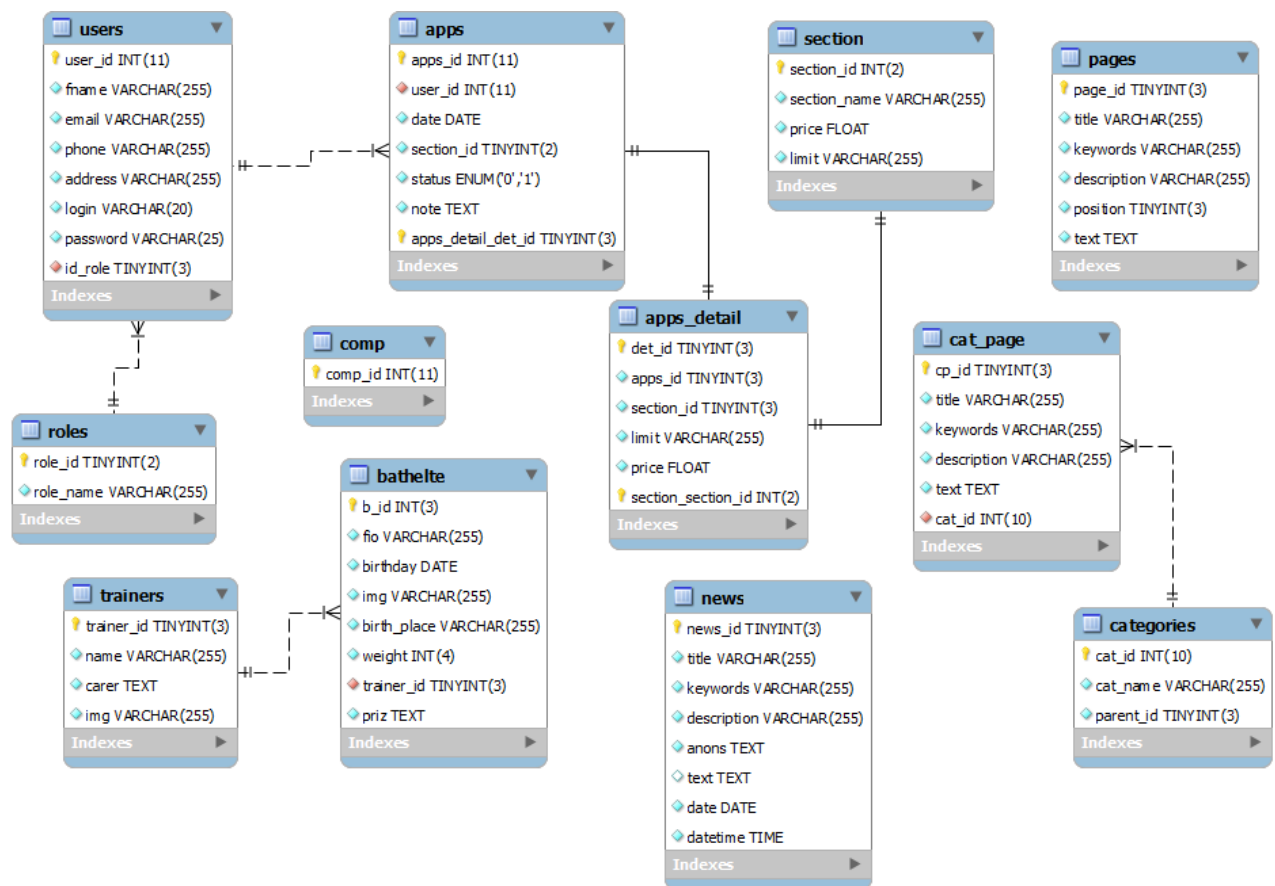 users
user_id INT(11)
fname VARCHAR(255)
email VARCHAR(255)
phone VARCHAR(255)
address VARCHAR(255)
login VARCHAR(20)
password VARCHAR(25)
id_role TINYINT(3)
Indexes
apps
apps_id INT(11)
user_id INT(11)
date DATE
section_id TINYINT(2)
status ENUM('0','1')
note TEXT
apps_detail_det_id TINYINT(3)
Indexes
section
section_id INT(2)
section_name VARCHAR(255)
price FLOAT
limit VARCHAR(255)
Indexes
pages
page_id TINYINT(3)
title VARCHAR(255)
keywords VARCHAR(255)
description VARCHAR(255)
position TINYINT(3)
text TEXT
Indexes
comp
comp_id INT(11)
Indexes
apps_detail
det_id TINYINT(3)
apps_id TINYINT(3)
section_id TINYINT(3)
limit VARCHAR(255)
price FLOAT
section_section_id INT(2)
Indexes
cat_page
cp_id TINYINT(3)
title VARCHAR(255)
keywords VARCHAR(255)
description VARCHAR(255)
text TEXT
cat_id INT(10)
Indexes
roles
role_id TINYINT(2)
role_name VARCHAR(255)
Indexes
bathelte
b_id INT(3)
fio VARCHAR(255)
birthday DATE
img VARCHAR(255)
birth_place VARCHAR(255)
weight INT(4)
trainer_id TINYINT(3)
priz TEXT
Indexes
trainers
trainer_id TINYINT(3)
name VARCHAR(255)
carer TEXT
img VARCHAR(255)
Indexes
news
news_id TINYINT(3)
title VARCHAR(255)
keywords VARCHAR(255)
description VARCHAR(255)
anons TEXT
text TEXT
date DATE
datetime TIME
Indexes
categories
cat_id INT(10)
cat_name VARCHAR(255)
parent_id TINYINT(3)
Indexes